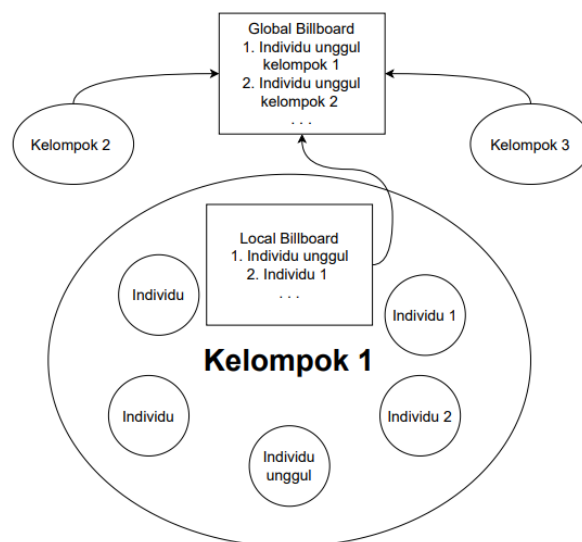 Global Billboard
1. Individu unggul
kelompok 1
2. Individu unggul
kelompok 2
. . .
Kelompok 2
Kelompok 3
Local Billboard
1. Individu unggul
2. Individu 1
. . .
Individu
Individu 1
Kelompok 1
Individu
Individu 2
Individu
unggul